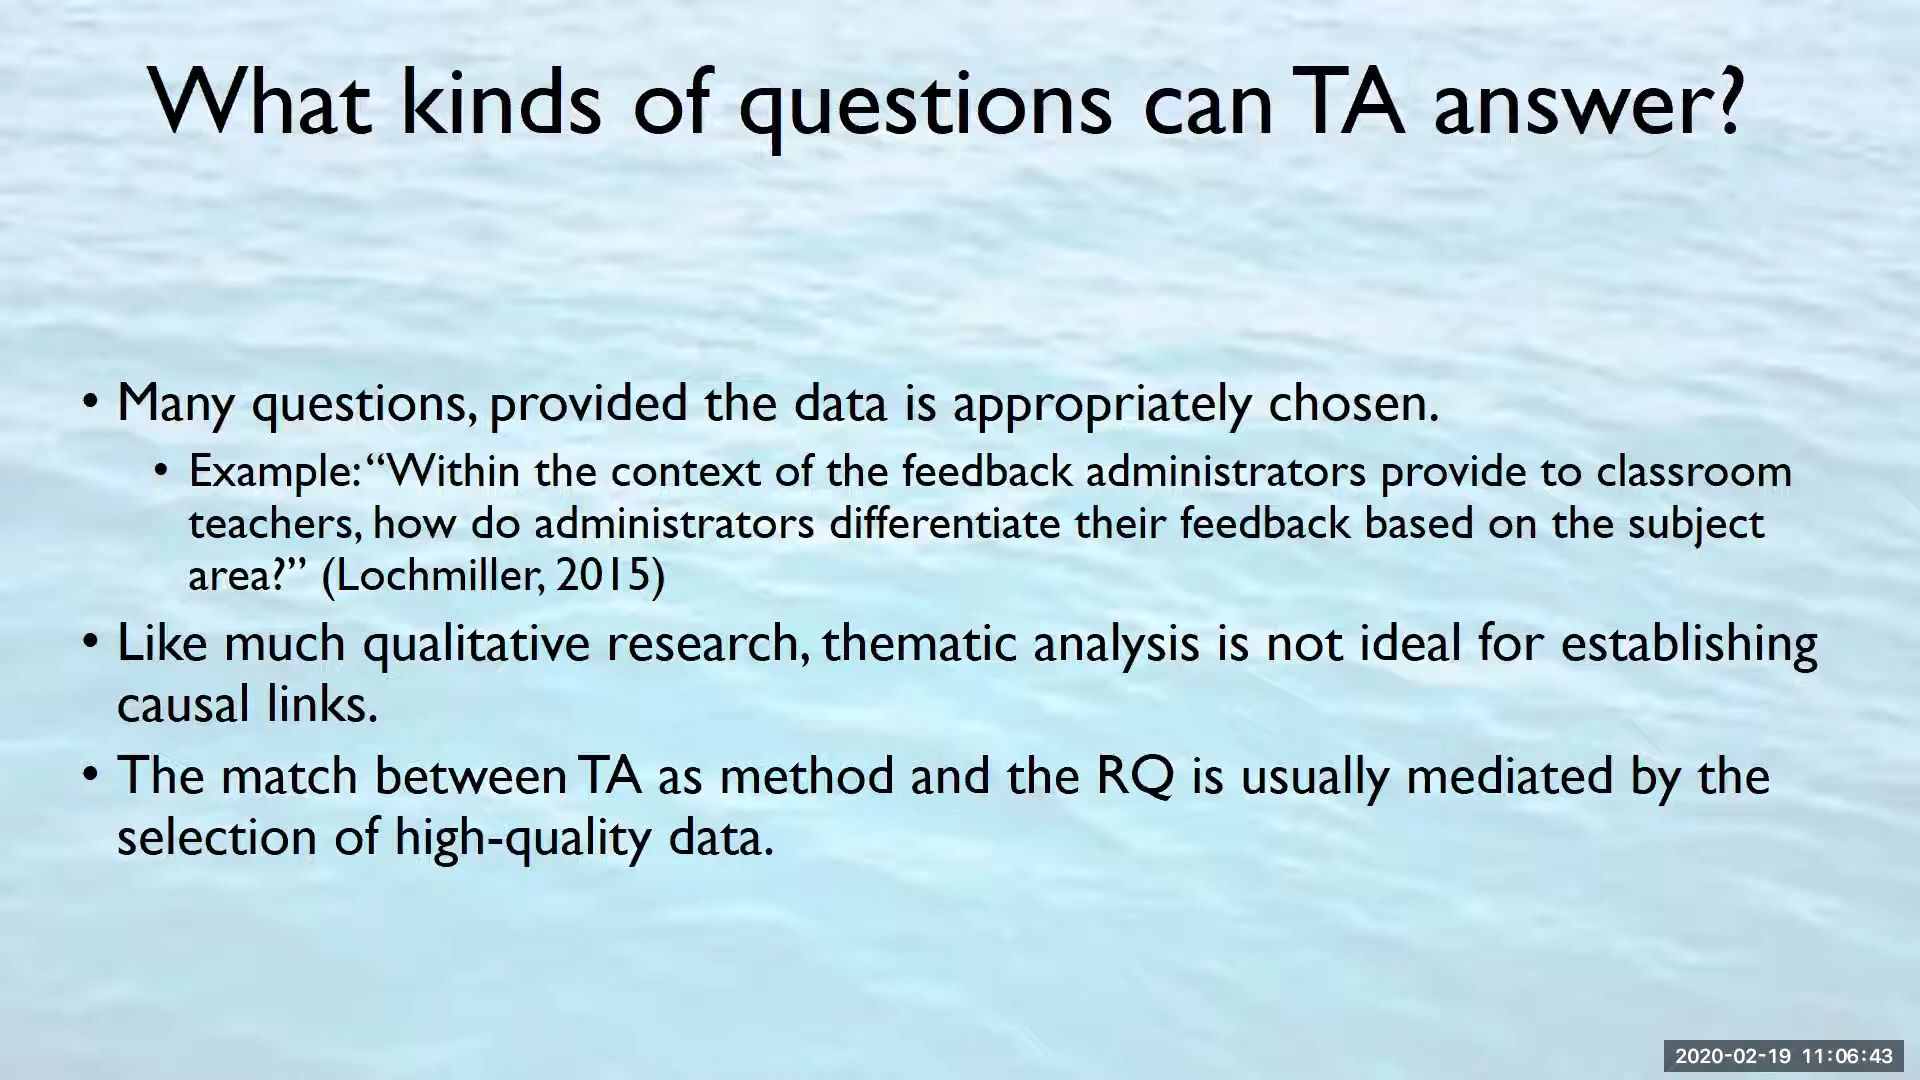 What kinds of questions can TA answer?
• Many questions, provided the data is appropriately chosen.
• Example: “Within the context of the feedback administrators provide to classroom
teachers, how do administrators differentiate their feedback based on the subject
area?” (Lochmiller, 2015)
• Like much qualitative research, thematic analysis is not ideal for establishing
causal links.
• The match between TA as method and the RQ is usually mediated by the
selection of high-quality data.
2020-02-19 11:06:43